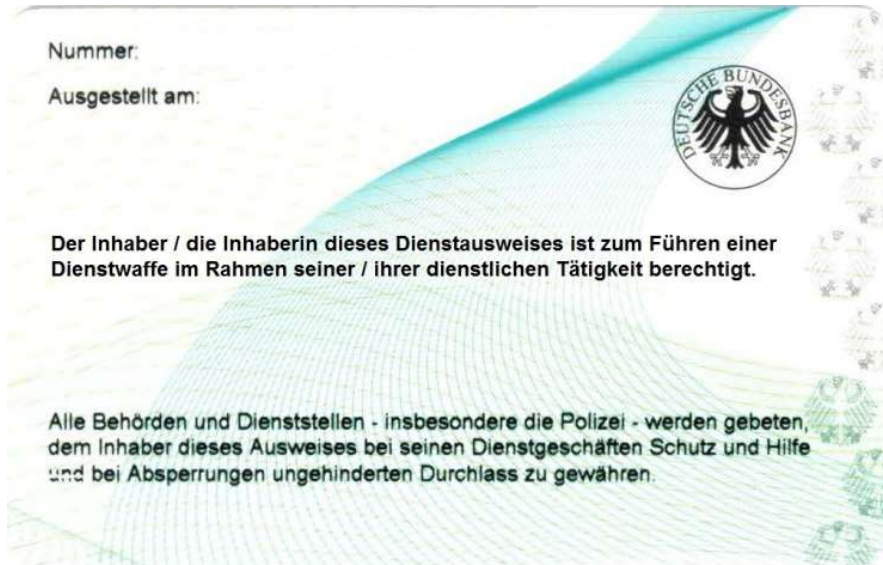 Nummer:
Ausgestellt am:
DEUTSCHE BUNDESBANK
Der Inhaber / die Inhaberin dieses Dienstausweises ist zum Führen einer
Dienstwaffe im Rahmen seiner / ihrer dienstlichen Tätigkeit berechtigt.
Alle Behörden und Dienststellen - insbesondere die Polizei - werden gebeten,
dem Inhaber dieses Ausweises bei seinen Dienstgeschäften Schutz und Hilfe
und bei Absperrungen ungehinderten Durchlass zu gewähren.